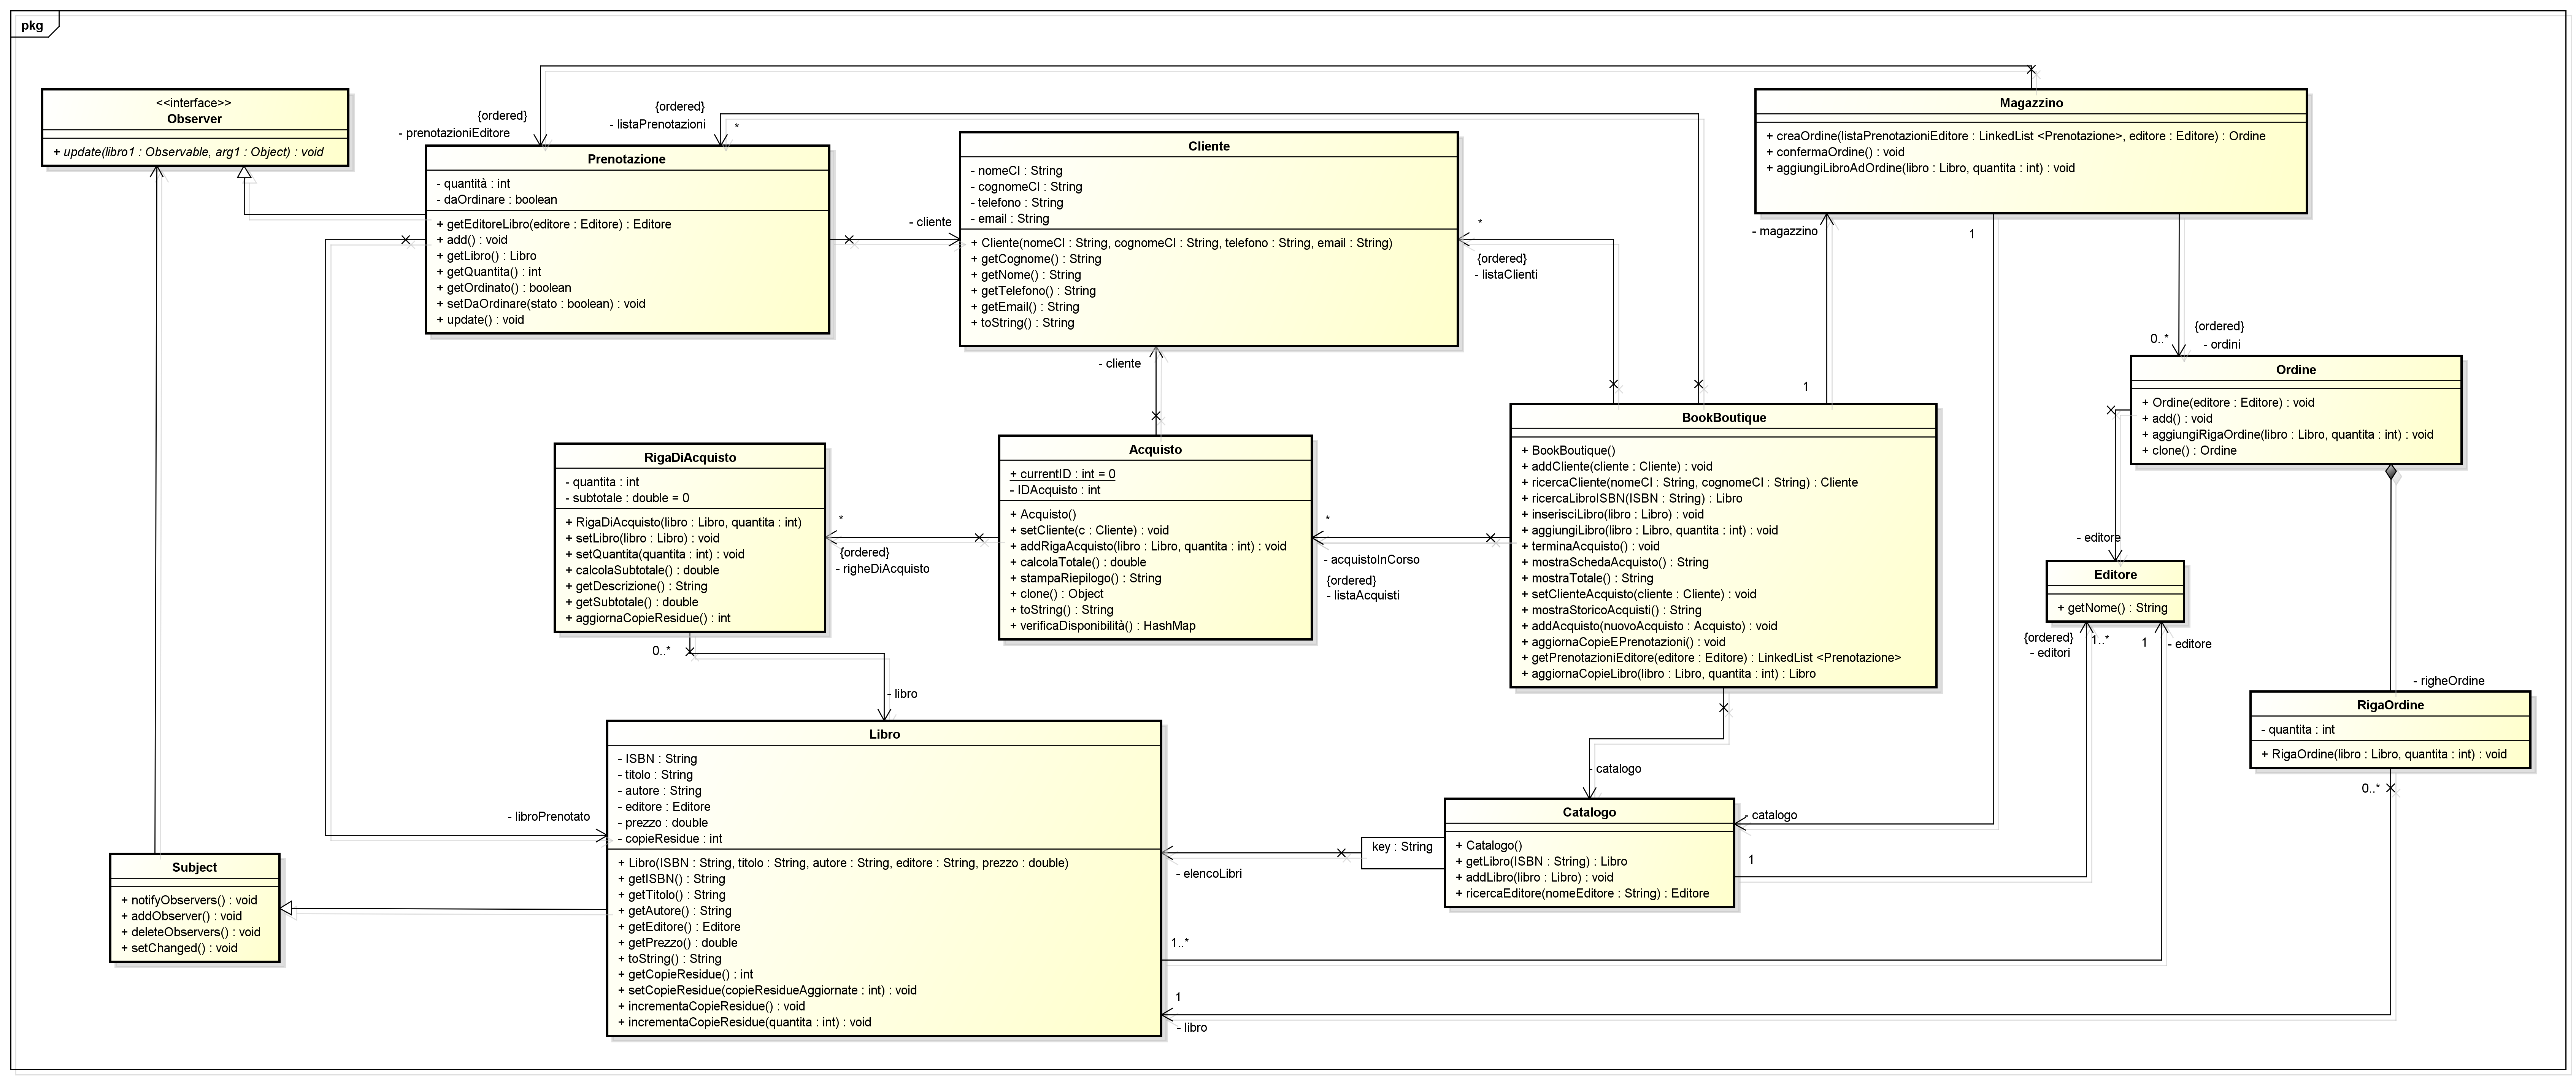 pkg
<<interface>>
Observer
+ update(libro1 : Observable, arg1 : Object) : void
{ordered}
- prenotazioniEditore
{ordered}
- listaPrenotazioni
*
Prenotazione
- quantità : int
- daOrdinare : boolean
+ getEditoreLibro(editore : Editore) : Editore
+ add() : void
+ getLibro() : Libro
+ getQuantita() : int
+ getOrdinato() : boolean
+ setDaOrdinare(stato : boolean) : void
+ update() : void
- cliente
Cliente
- nomeCl : String
- cognomeCl : String
- telefono : String
- email : String
+ Cliente(nomeCl : String, cognomeCl : String, telefono : String, email : String)
+ getCognome() : String
+ getNome() : String
+ getTelefono() : String
+ getEmail() : String
+ toString() : String
*
{ordered}
- listaClienti
Magazzino
+ creaOrdine(listaPrenotazioniEditore : LinkedList <Prenotazione>, editore : Editore) : Ordine
+ confermaOrdine() : void
+ aggiungiLibroAdOrdine(libro : Libro, quantita : int) : void
- magazzino
1
1
0..*
{ordered}
- ordini
Ordine
+ Ordine(editore : Editore) : void
+ add() : void
+ aggiungiRigaOrdine(libro : Libro, quantita : int) : void
+ clone() : Ordine
- cliente
RigaDiAcquisto
- quantita : int
- subtotale : double = 0
+ RigaDiAcquisto(libro : Libro, quantita : int)
+ setLibro(libro : Libro) : void
+ setQuantita(quantita : int) : void
+ calcolaSubtotale() : double
+ getDescrizione() : String
+ getSubtotale() : double
+ aggiornaCopieResidue() : int
*
{ordered}
- righeDiAcquisto
Acquisto
+ currentID : int = 0
- IDAcquisto : int
+ Acquisto()
+ setCliente(c : Cliente) : void
+ addRigaAcquisto(libro : Libro, quantita : int) : void
+ calcolaTotale() : double
+ stampaRiepilogo() : String
+ clone() : Object
+ toString() : String
+ verificaDisponibilità() : HashMap
*
- acquistoInCorso
{ordered}
- listaAcquisti
BookBoutique
+ BookBoutique()
+ addCliente(cliente : Cliente) : void
+ ricercaCliente(nomeCl : String, cognomeCl : String) : Cliente
+ ricercaLibroISBN(ISBN : String) : Libro
+ inserisciLibro(libro : Libro) : void
+ aggiungiLibro(libro : Libro, quantita : int) : void
+ terminaAcquisto() : void
+ mostraSchedaAcquisto() : String
+ mostraTotale() : String
+ setClienteAcquisto(cliente : Cliente) : void
+ mostraStoricoAcquisti() : String
+ addAcquisto(nuovoAcquisto : Acquisto) : void
+ aggiornaCopieEPrenotazioni() : void
+ getPrenotazioniEditore(editore : Editore) : LinkedList <Prenotazione>
+ aggiornaCopieLibro(libro : Libro, quantita : int) : Libro
- editore
Editore
+ getNome() : String
{ordered}
- editori
1..*
1
- editore
- righeOrdine
RigaOrdine
- quantita : int
+ RigaOrdine(libro : Libro, quantita : int) : void
0..*
0..*
- libro
- libroPrenotato
Libro
- ISBN : String
- titolo : String
- autore : String
- editore : Editore
- prezzo : double
- copieResidue : int
+ Libro(ISBN : String, titolo : String, autore : String, editore : String, prezzo : double)
+ getISBN() : String
+ getTitolo() : String
+ getAutore() : String
+ getEditore() : Editore
+ getPrezzo() : double
+ toString() : String
+ getCopieResidue() : int
+ setCopieResidue(copieResidueAggiornate : int) : void
+ incrementaCopieResidue() : void
+ incrementaCopieResidue(quantita : int) : void
- elencoLibri
key : String
- catalogo
Catalogo
+ Catalogo()
+ getLibro(ISBN : String) : Libro
+ addLibro(libro : Libro) : void
+ ricercaEditore(nomeEditore : String) : Editore
- catalogo
1
1..*
1
- libro
Subject
+ notifyObservers() : void
+ addObserver() : void
+ deleteObservers() : void
+ setChanged() : void